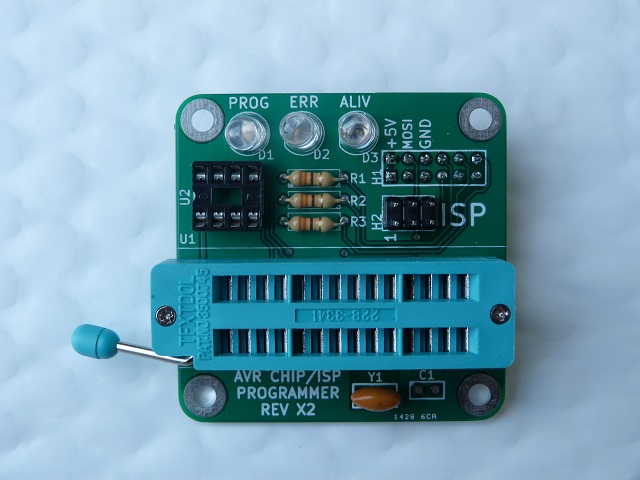 PROG ERR ALIV
D1 D2 D3
+5V
MOSI
GND
H1
U2
U1
R1
R2
R3
H2
1
ISP
TEXTOOL
228-3341
AVR CHIP/ISP
PROGRAMMER
REV X2
Y1
C1
1428 6CA